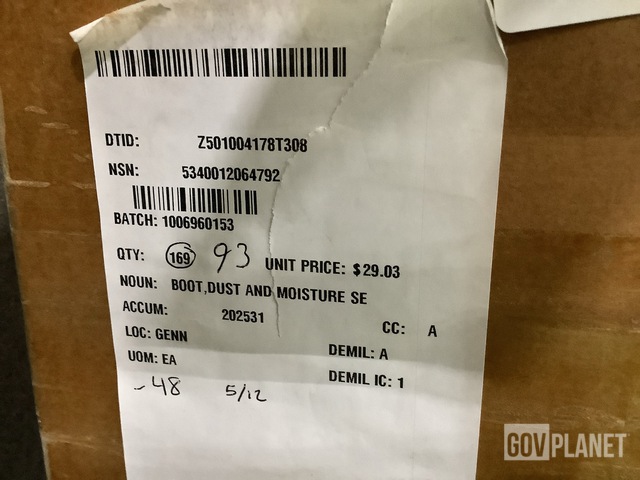 DTID: Z501004178T308
NSN: 5340012064792
BATCH: 1006960153
QTY: 169 93 UNIT PRICE: $29.03
NOUN: BOOT,DUST AND MOISTURE SE
ACCUM: 202531
CC: A
LOC: GENN
DEMIL: A
UOM: EA
DEMIL IC: 1
-48 5/12
GOVPLANET